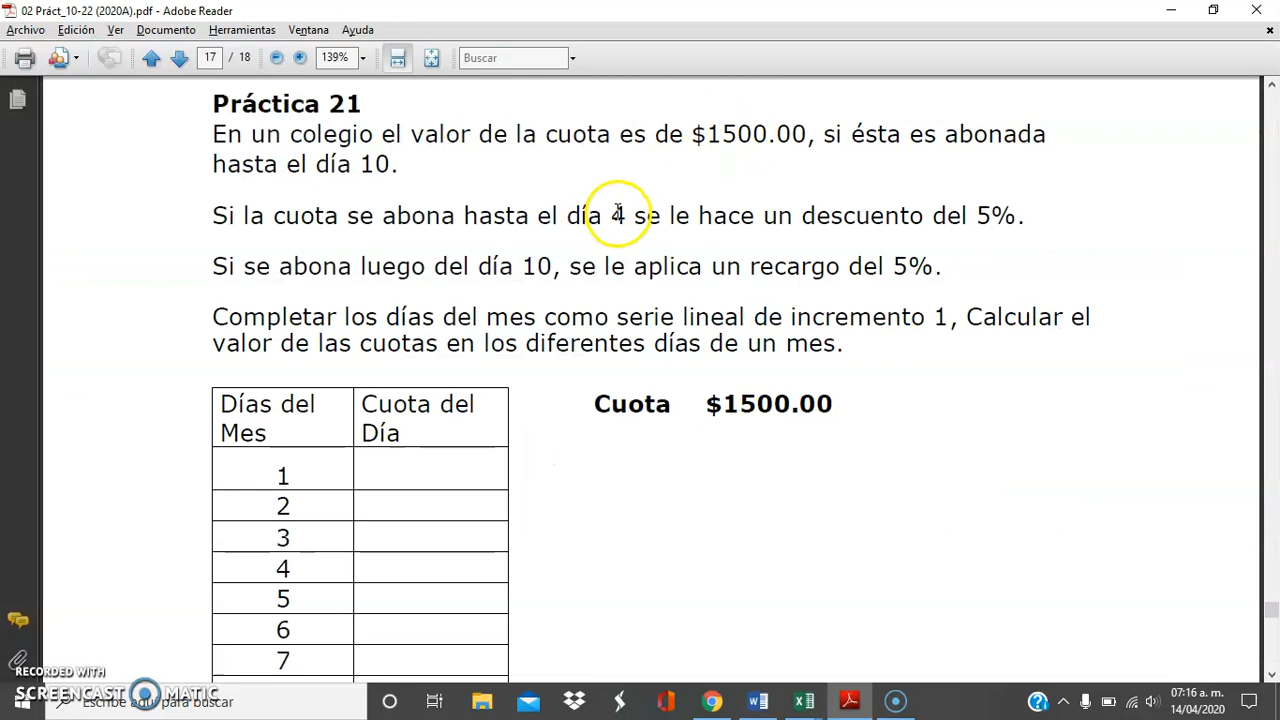 02 Práct_10-22 (2020A).pdf - Adobe Reader
Archivo Edición Ver Documento Herramientas Ventana Ayuda
17 / 18 139% Buscar
Práctica 21
En un colegio el valor de la cuota es de $1500.00, si ésta es abonada
hasta el día 10.
Si la cuota se abona hasta el día 4 se le hace un descuento del 5%.
Si se abona luego del día 10, se le aplica un recargo del 5%.
Completar los días del mes como serie lineal de incremento 1, Calcular el
valor de las cuotas en los diferentes días de un mes.
Días del Mes Cuota del Día
Cuota $1500.00
1
2
3
4
5
6
7
RECORDED WITH
SCREENCAST MATIC
Escribe aquí para buscar
07:16 a. m.
14/04/2020